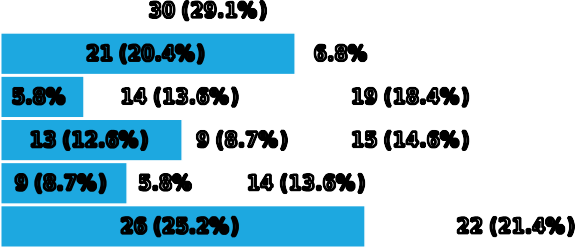 30 (29.1%)
21 (20.4%) 6.8%
5.8% 14 (13.6%) 19 (18.4%)
13 (12.6%) 9 (8.7%) 15 (14.6%)
9 (8.7%) 5.8% 14 (13.6%)
26 (25.2%) 22 (21.4%)